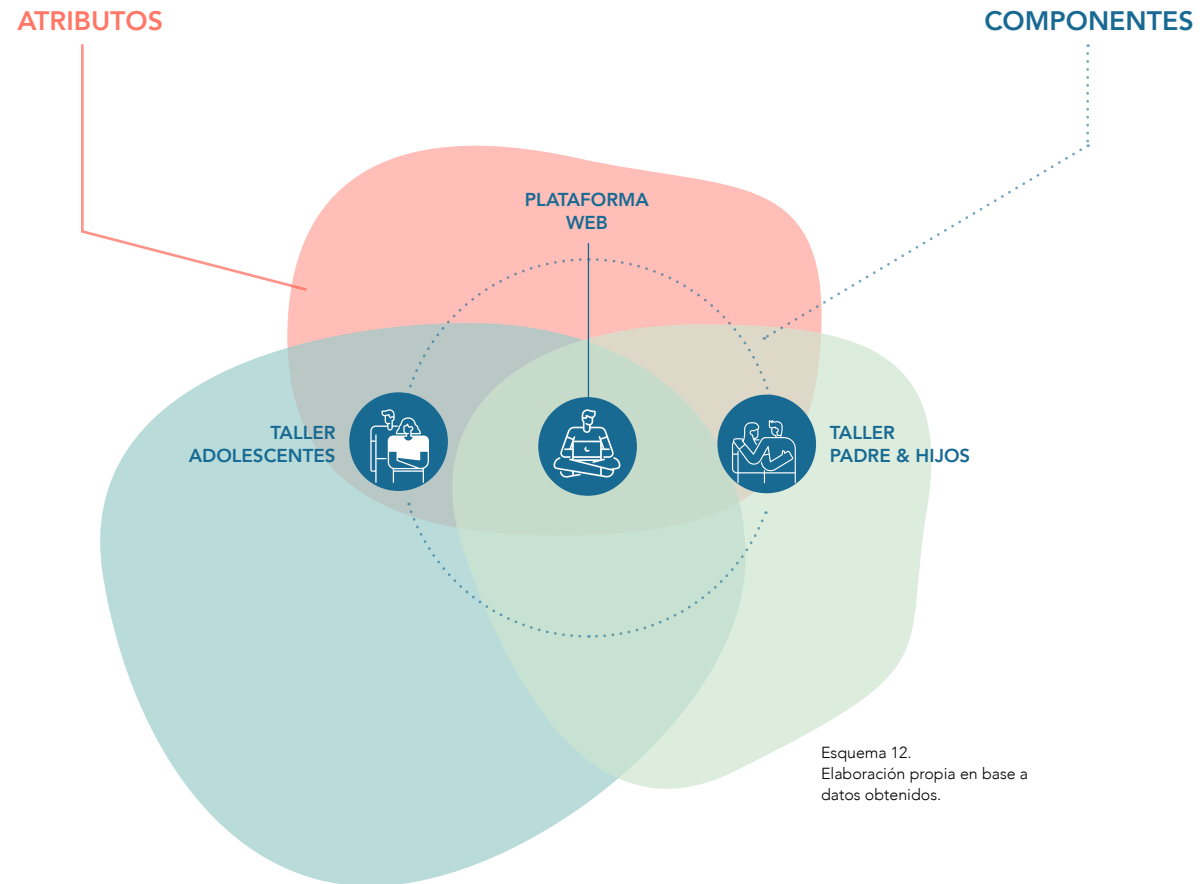 ATRIBUTOS
COMPONENTES
PLATAFORMA
WEB
TALLER
ADOLESCENTES
TALLER
PADRE & HIJOS
Esquema 12.
Elaboración propia en base a
datos obtenidos.